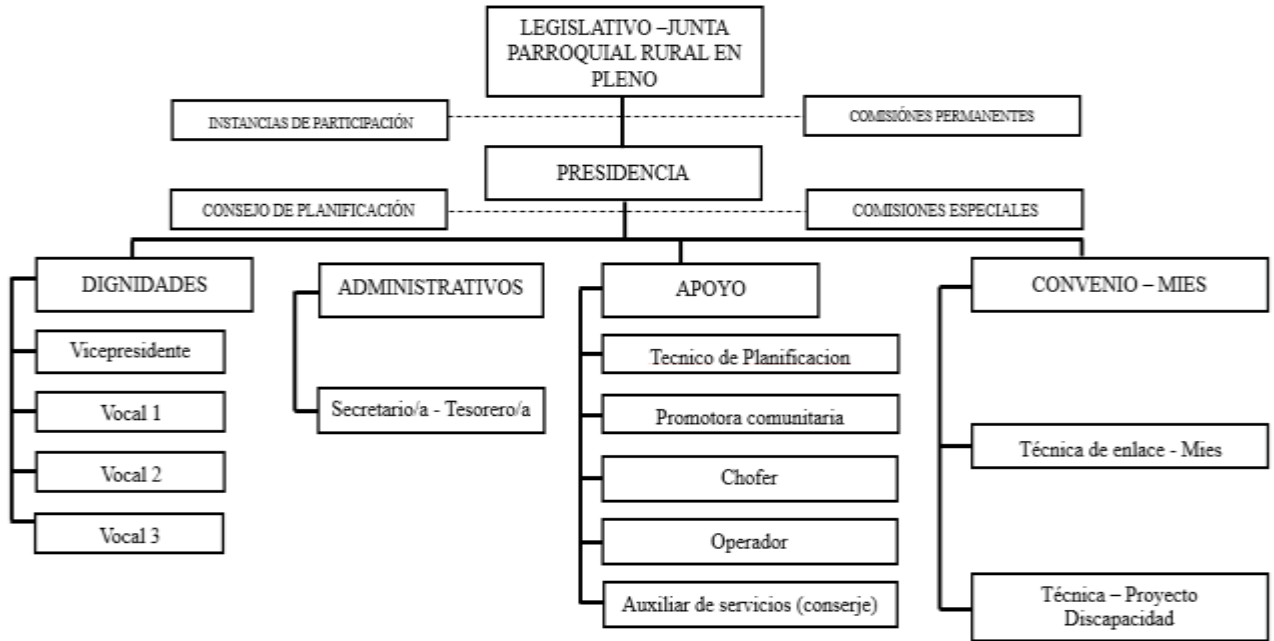 LEGISLATIVO –JUNTA
PARROQUIAL RURAL EN
PLENO
INSTANCIAS DE PARTICIPACIÓN
COMISIÓNES PERMANENTES
PRESIDENCIA
CONSEJO DE PLANIFICACIÓN
COMISIONES ESPECIALES
DIGNIDADES
Vicepresidente
Vocal 1
Vocal 2
Vocal 3
ADMINISTRATIVOS
Secretario/a - Tesorero/a
APOYO
Tecnico de Planificacion
Promotora comunitaria
Chofer
Operador
Auxiliar de servicios (conserje)
CONVENIO – MIES
Técnica de enlace - Mies
Técnica – Proyecto
Discapacidad